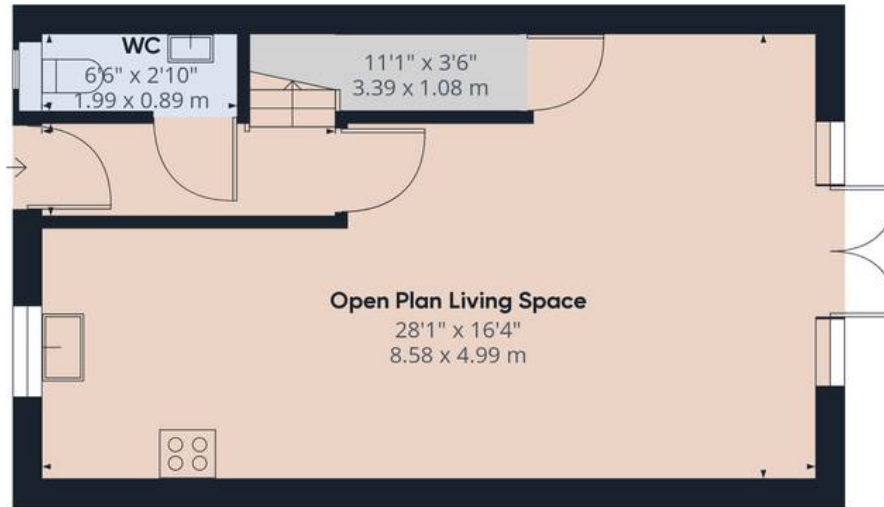 WC
6'6" x 2'10"
1.99 x 0.89 m
11'1" x 3'6"
3.39 x 1.08 m
Open Plan Living Space
28'1" x 16'4"
8.58 x 4.99 m